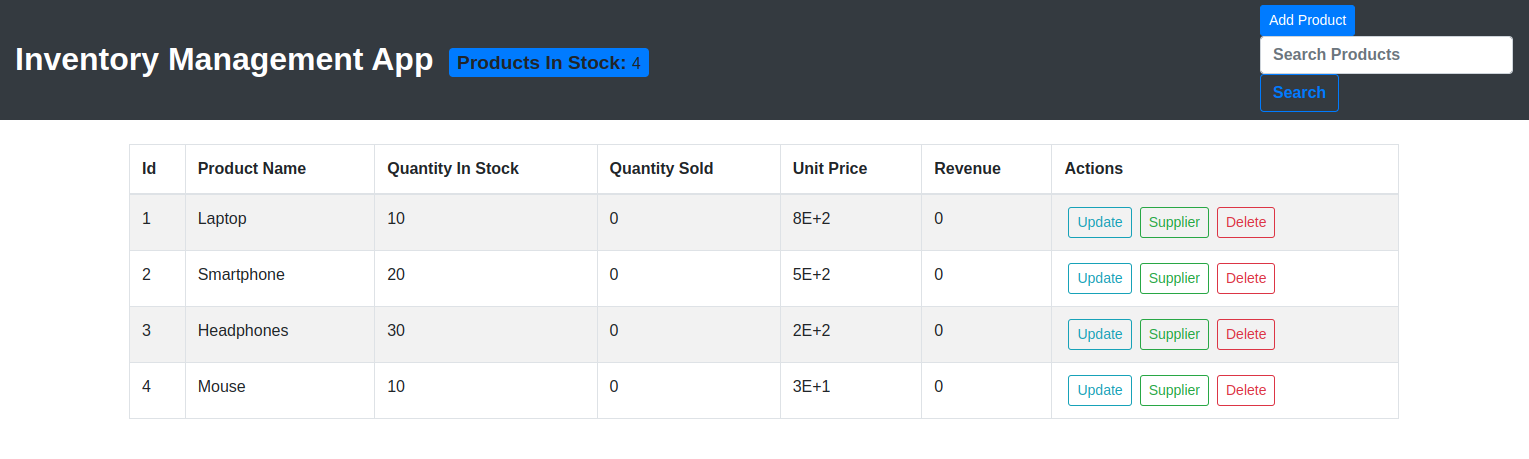 Add Product
Inventory Management App Products In Stock: 4
Search Products
Search
Id Product Name Quantity In Stock Quantity Sold Unit Price Revenue Actions
1 Laptop 10 0 8E+2 0 Update Supplier Delete
2 Smartphone 20 0 5E+2 0 Update Supplier Delete
3 Headphones 30 0 2E+2 0 Update Supplier Delete
4 Mouse 10 0 3E+1 0 Update Supplier Delete